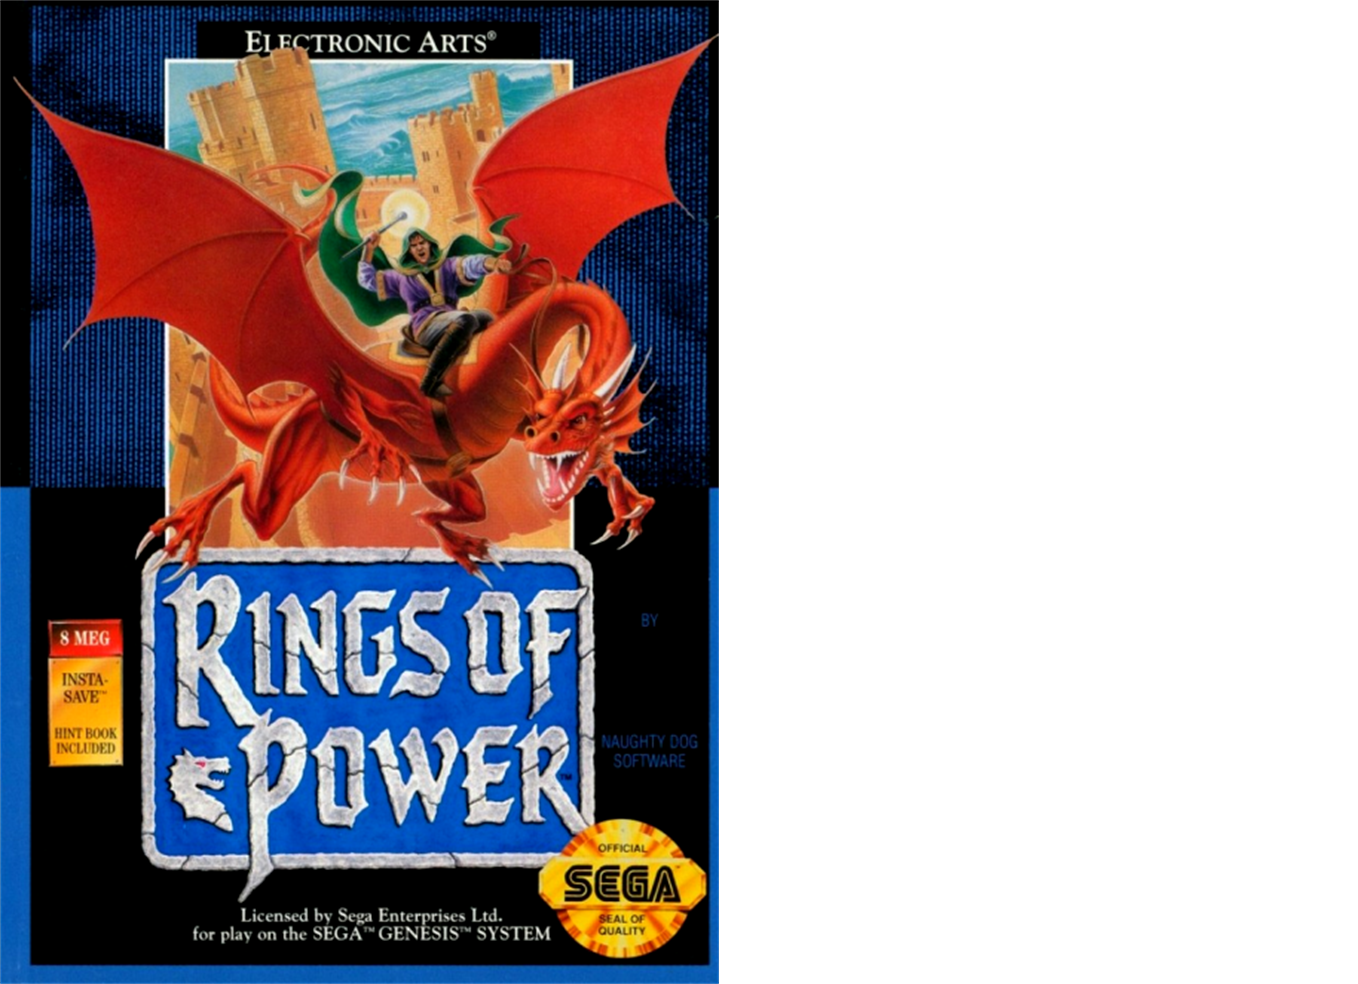 ELECTRONIC ARTS®
RINGS OF
POWER™
8 MEG
INSTA-
SAVE™
HINT BOOK
INCLUDED
BY
NAUGHTY DOG
SOFTWARE
OFFICIAL
SEGA
SEAL OF
QUALITY
Licensed by Sega Enterprises Ltd.
for play on the SEGA™ GENESIS™ SYSTEM